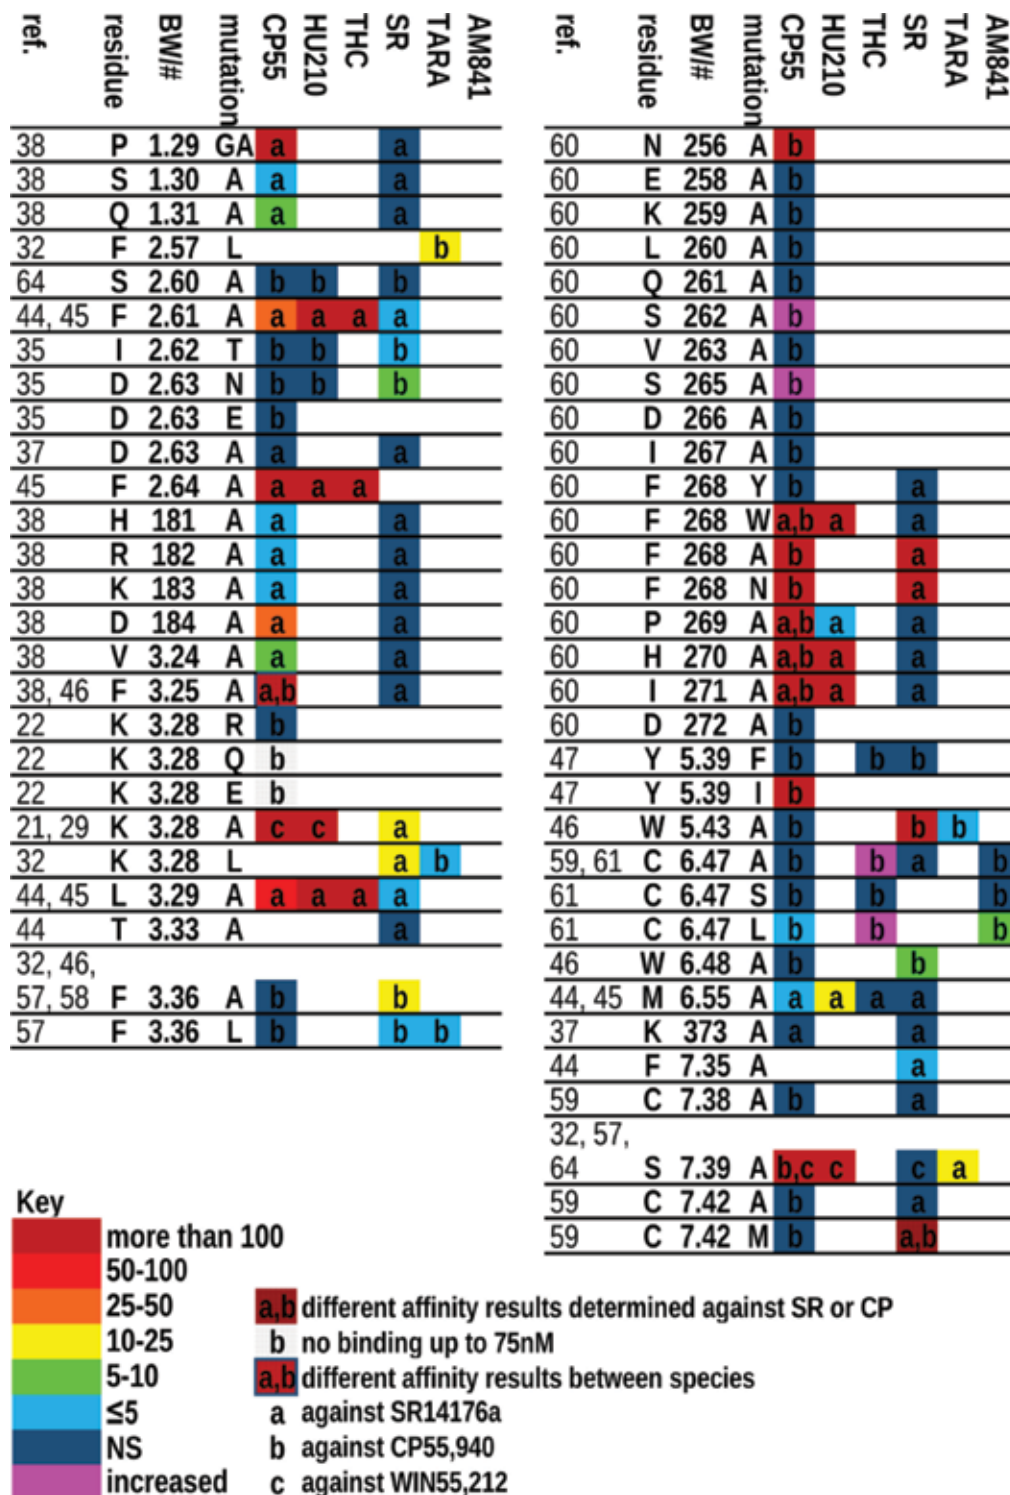 ref. residue BW/# mutation CP55 HU210 THC SR TARA AM841
38 P 1.29 GA a a
38 S 1.30 A a a
38 Q 1.31 A a a
32 F 2.57 L b
64 S 2.60 A b b b
44, 45 F 2.61 A a a a a
35 I 2.62 T b b b
35 D 2.63 N b b b
35 D 2.63 E b
37 D 2.63 A a a
45 F 2.64 A a a a
38 H 181 A a a
38 R 182 A a a
38 K 183 A a a
38 D 184 A a a
38 V 3.24 A a a
38, 46 F 3.25 A a,b a
22 K 3.28 R b
22 K 3.28 Q b
22 K 3.28 E b
21, 29 K 3.28 A c c a
32 K 3.28 L a b
44, 45 L 3.29 A a a a a
44 T 3.33 A a
32, 46,
57, 58 F 3.36 A b b
57 F 3.36 L b b b
ref. residue BW/# mutation CP55 HU210 THC SR TARA AM841
60 N 256 A b
60 E 258 A b
60 K 259 A b
60 L 260 A b
60 Q 261 A b
60 S 262 A b
60 V 263 A b
60 S 265 A b
60 D 266 A b
60 I 267 A b
60 F 268 Y b a
60 F 268 W a,b a a
60 F 268 A b a
60 F 268 N b a
60 P 269 A a,b a a
60 H 270 A a,b a a
60 I 271 A a,b a a
60 D 272 A b
47 Y 5.39 F b b b
47 Y 5.39 I b
46 W 5.43 A b b b
59, 61 C 6.47 A b b a b
61 C 6.47 S b b b
61 C 6.47 L b b b
46 W 6.48 A b b
44, 45 M 6.55 A a a a a
37 K 373 A a a
44 F 7.35 A a
59 C 7.38 A b a
32, 57,
64 S 7.39 A b,c c c a
59 C 7.42 A b a
59 C 7.42 M b a,b
Key
more than 100
50-100
25-50
10-25
5-10
≤5
NS
increased
a,b different affinity results determined against SR or CP
b no binding up to 75nM
a,b different affinity results between species
a against SR14176a
b against CP55,940
c against WIN55,212